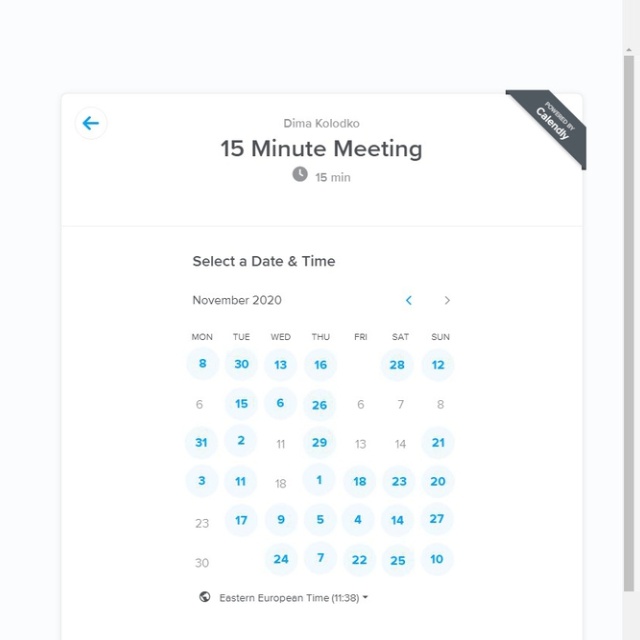 POWERED BY
Calendly
Dima Kolodko
15 Minute Meeting
15 min
Select a Date & Time
November 2020
MON TUE WED THU FRI SAT SUN
8 30 13 16 28 12
6 15 6 26 6 7 8
31 2 11 29 13 14 21
3 11 18 1 18 23 20
23 17 9 5 4 14 27
30 24 7 22 25 10
Eastern European Time (11:38)